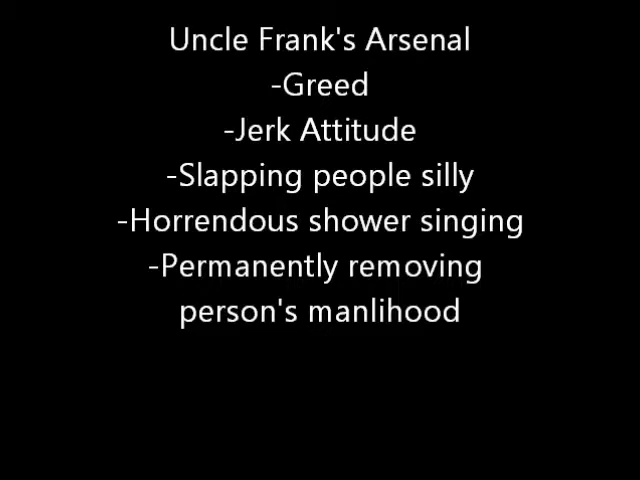 Uncle Frank's Arsenal
-Greed
-Jerk Attitude
-Slapping people silly
-Horrendous shower singing
-Permanently removing
person's manlihood